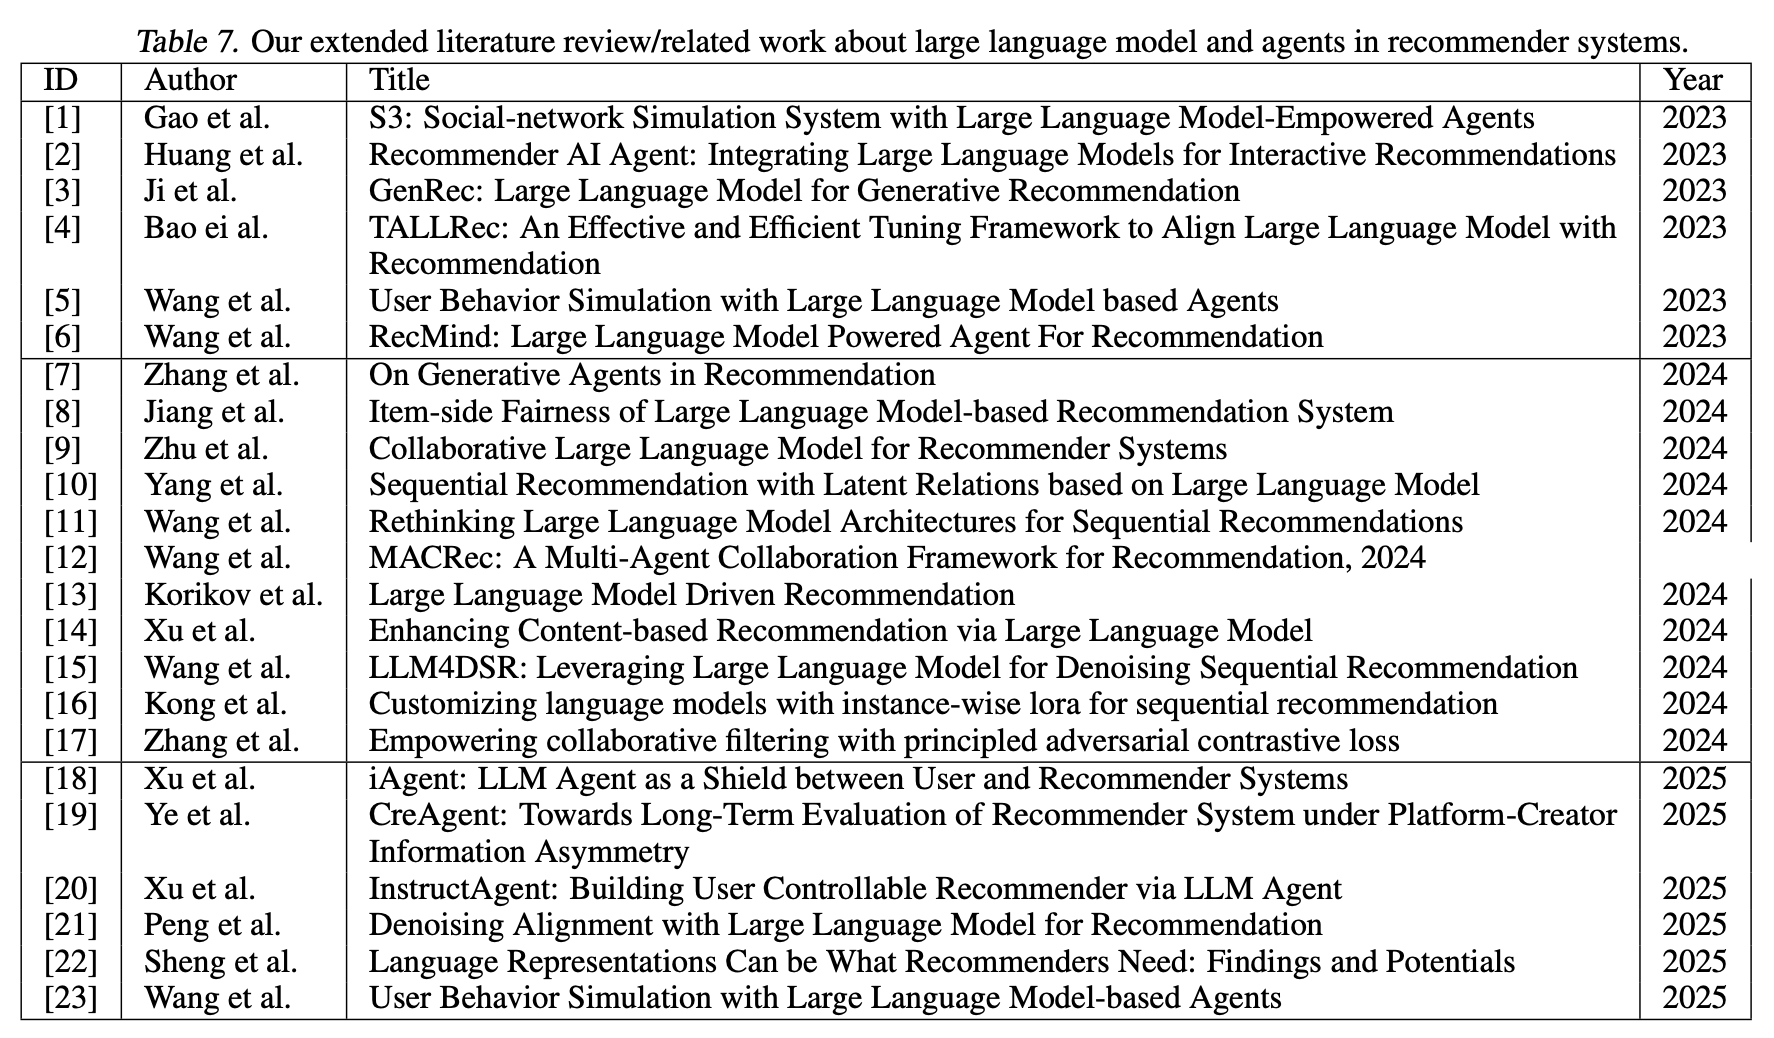 Table 7. Our extended literature review/related work about large language model and agents in recommender systems.
ID Author Title Year
[1] Gao et al. S3: Social-network Simulation System with Large Language Model-Empowered Agents 2023
[2] Huang et al. Recommender AI Agent: Integrating Large Language Models for Interactive Recommendations 2023
[3] Ji et al. GenRec: Large Language Model for Generative Recommendation 2023
[4] Bao ei al. TALLRec: An Effective and Efficient Tuning Framework to Align Large Language Model with 2023
Recommendation
[5] Wang et al. User Behavior Simulation with Large Language Model based Agents 2023
[6] Wang et al. RecMind: Large Language Model Powered Agent For Recommendation 2023
[7] Zhang et al. On Generative Agents in Recommendation 2024
[8] Jiang et al. Item-side Fairness of Large Language Model-based Recommendation System 2024
[9] Zhu et al. Collaborative Large Language Model for Recommender Systems 2024
[10] Yang et al. Sequential Recommendation with Latent Relations based on Large Language Model 2024
[11] Wang et al. Rethinking Large Language Model Architectures for Sequential Recommendations 2024
[12] Wang et al. MACRec: A Multi-Agent Collaboration Framework for Recommendation, 2024
[13] Korikov et al. Large Language Model Driven Recommendation 2024
[14] Xu et al. Enhancing Content-based Recommendation via Large Language Model 2024
[15] Wang et al. LLM4DSR: Leveraging Large Language Model for Denoising Sequential Recommendation 2024
[16] Kong et al. Customizing language models with instance-wise lora for sequential recommendation 2024
[17] Zhang et al. Empowering collaborative filtering with principled adversarial contrastive loss 2024
[18] Xu et al. iAgent: LLM Agent as a Shield between User and Recommender Systems 2025
[19] Ye et al. CreAgent: Towards Long-Term Evaluation of Recommender System under Platform-Creator 2025
Information Asymmetry
[20] Xu et al. InstructAgent: Building User Controllable Recommender via LLM Agent 2025
[21] Peng et al. Denoising Alignment with Large Language Model for Recommendation 2025
[22] Sheng et al. Language Representations Can be What Recommenders Need: Findings and Potentials 2025
[23] Wang et al. User Behavior Simulation with Large Language Model-based Agents 2025